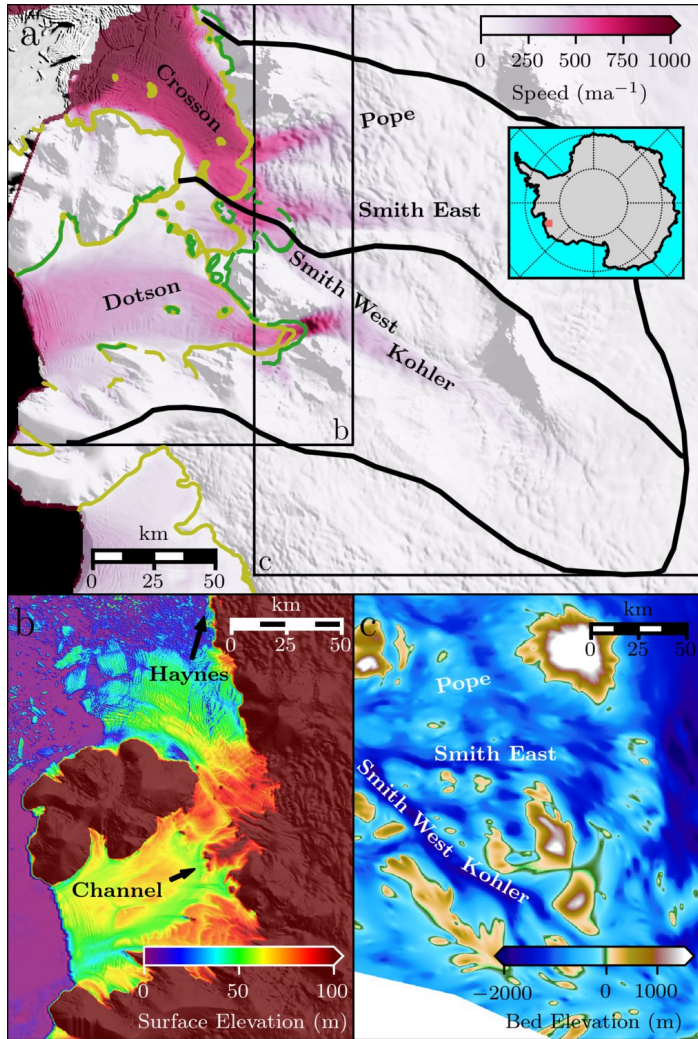 a
0 250 500 750 1000
Speed (ma⁻¹)
Crosson
Pope
Smith East
Smith West
Dotson
Kohler
b
km
0 25 50
c
b
km
0 25 50
Haynes
Channel
0 50 100
Surface Elevation (m)
c
km
0 25 50
Pope
Smith East
Smith West
Kohler
−2000 0 1000
Bed Elevation (m)